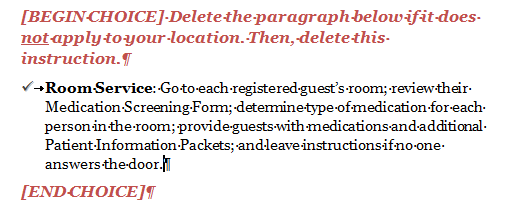 [BEGIN CHOICE] Delete the paragraph below if it does
not apply to your location. Then, delete this
instruction.¶
✓→Room Service: Go to each registered guest's room; review their
Medication Screening Form; determine type of medication for each
person in the room; provide guests with medications and additional
Patient Information Packets; and leave instructions if no one
answers the door.¶
[END CHOICE]¶